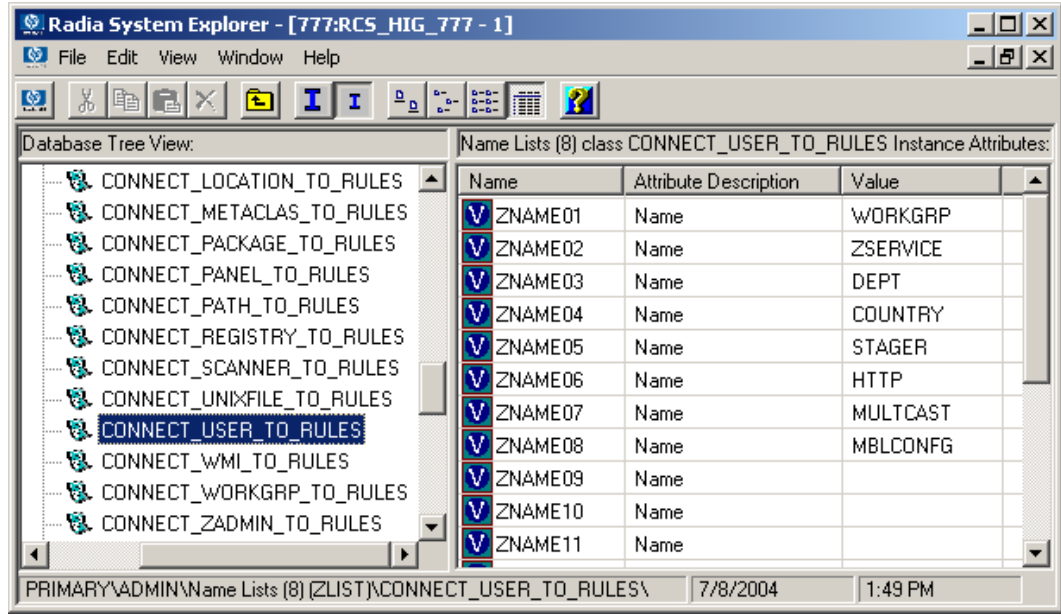 Radia System Explorer - [777:RCS_HIG_777 - 1]
File Edit View Window Help
Database Tree View:
Name Lists (8) class CONNECT_USER_TO_RULES Instance Attributes:
CONNECT_LOCATION_TO_RULES
CONNECT_METACLAS_TO_RULES
CONNECT_PACKAGE_TO_RULES
CONNECT_PANEL_TO_RULES
CONNECT_PATH_TO_RULES
CONNECT_REGISTRY_TO_RULES
CONNECT_SCANNER_TO_RULES
CONNECT_UNIXFILE_TO_RULES
CONNECT_USER_TO_RULES
CONNECT_WMI_TO_RULES
CONNECT_WORKGRP_TO_RULES
CONNECT_ZADMIN_TO_RULES
Name Attribute Description Value
V ZNAME01 Name WORKGRP
V ZNAME02 Name ZSERVICE
V ZNAME03 Name DEPT
V ZNAME04 Name COUNTRY
V ZNAME05 Name STAGER
V ZNAME06 Name HTTP
V ZNAME07 Name MULTCAST
V ZNAME08 Name MBLCONFG
V ZNAME09 Name
V ZNAME10 Name
V ZNAME11 Name
PRIMARY\ADMIN\Name Lists (8) (ZLIST)\CONNECT_USER_TO_RULES\ 7/8/2004 1:49 PM